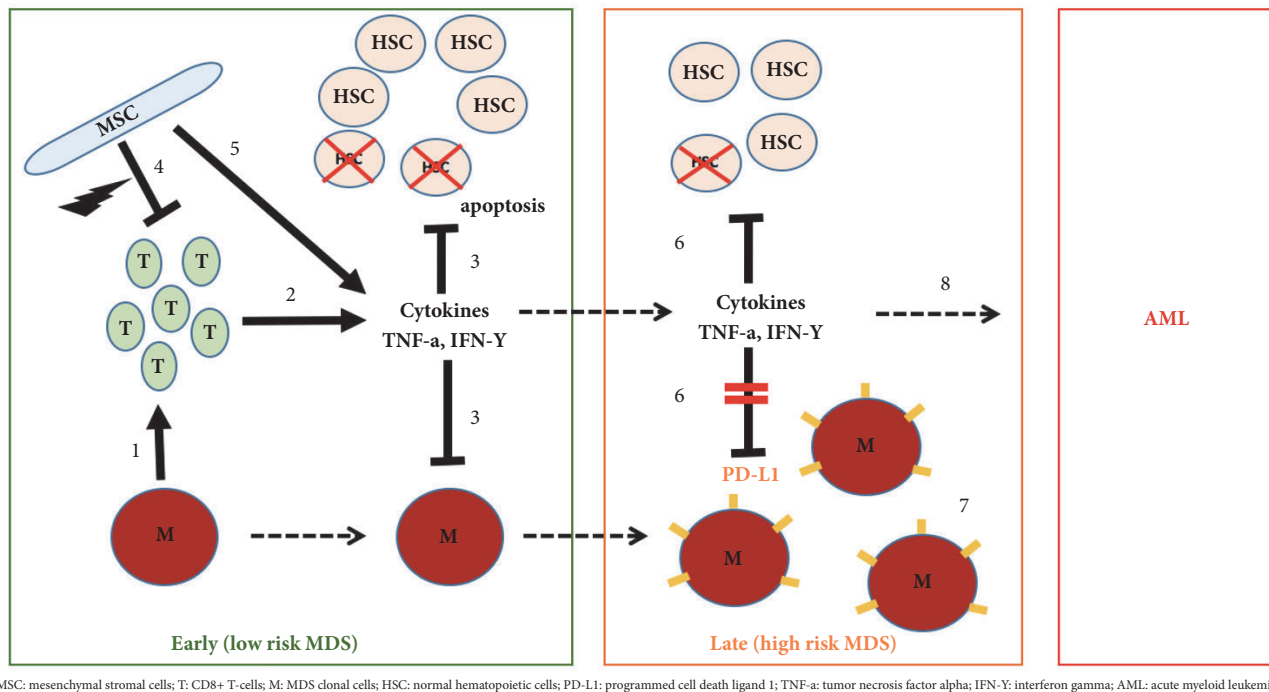 MSC
4
5
HSC
HSC
HSC
HSC
HSC
HSC
apoptosis
T
T
T
T
T
T
2
3
Cytokines
TNF-a, IFN-Y
3
1
M
M
Early (low risk MDS)
HSC
HSC
HSC
HSC
6
Cytokines
TNF-a, IFN-Y
8
6
PD-L1
M
M
7
M
Late (high risk MDS)
AML
MSC: mesenchymal stromal cells; T: CD8+ T-cells; M: MDS clonal cells; HSC: normal hematopoietic cells; PD-L1: programmed cell death ligand 1; TNF-a: tumor necrosis factor alpha; IFN-Y: interferon gamma; AML: acute myeloid leukemi